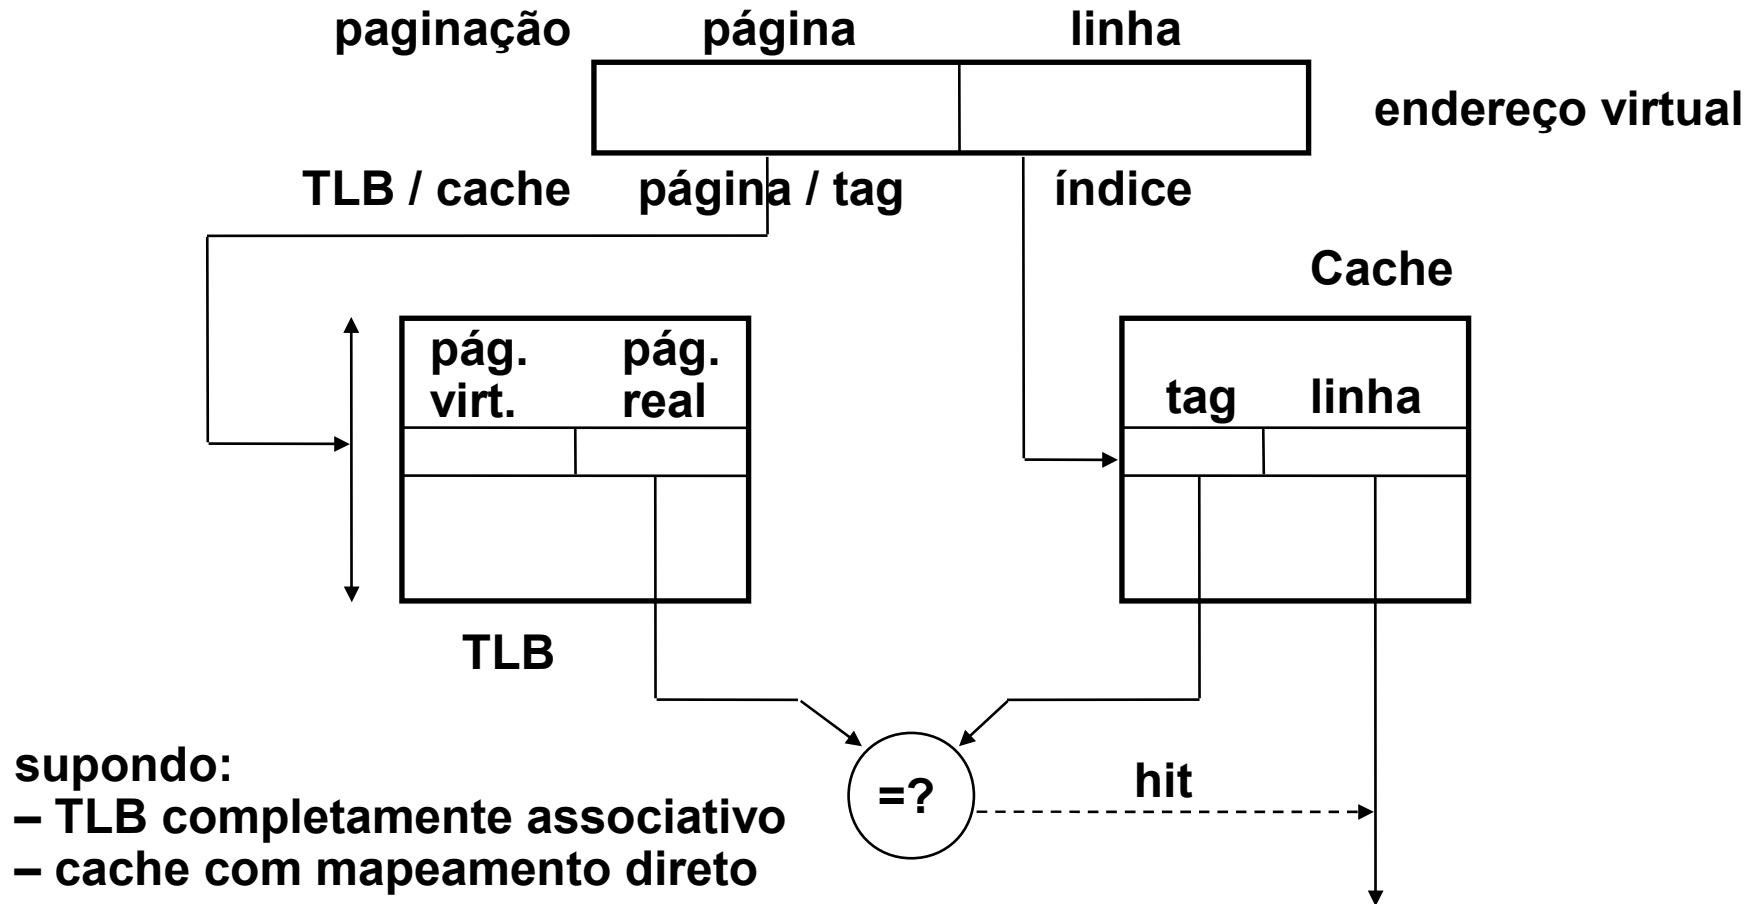 paginação página linha
endereço virtual
TLB / cache página / tag índice
Cache
pág. pág.
virt. real
tag linha
TLB
=?
hit
supondo:
– TLB completamente associativo
– cache com mapeamento direto